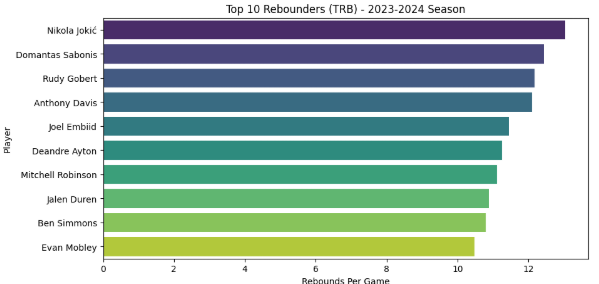 Top 10 Rebounders (TRB) - 2023-2024 Season
Player
Nikola Jokić
Domantas Sabonis
Rudy Gobert
Anthony Davis
Joel Embiid
Deandre Ayton
Mitchell Robinson
Jalen Duren
Ben Simmons
Evan Mobley
0 2 4 6 8 10 12
Rebounds Per Game